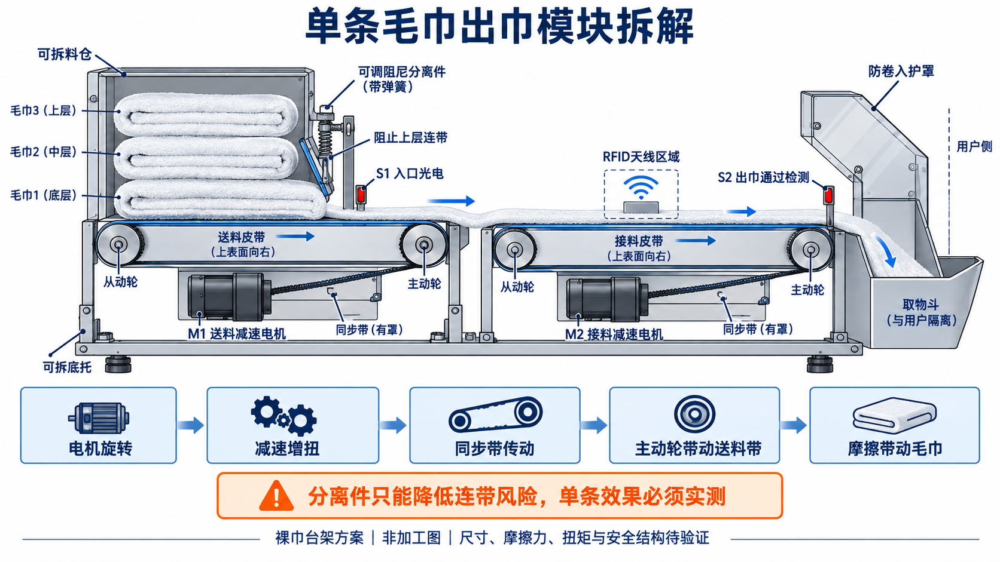 单条毛巾出巾模块拆解
可拆料仓
可调阻尼分离件
（带弹簧）
防卷入护罩
毛巾3（上层）
阻止上层连带
用户侧
毛巾2（中层）
RFID天线区域
S1 入口光电
S2 出巾通过检测
毛巾1（底层）
送料皮带
（上表面向右）
接料皮带
（上表面向右）
从动轮
主动轮
从动轮
主动轮
取物斗
（与用户隔离）
M1 送料减速电机
同步带（有罩）
M2 接料减速电机
同步带（有罩）
可拆底托
电机旋转
减速增扭
同步带传动
主动轮带动送料带
摩擦带动毛巾
分离件只能降低连带风险，单条效果必须实测
裸巾台架方案｜非加工图｜尺寸、摩擦力、扭矩与安全结构待验证